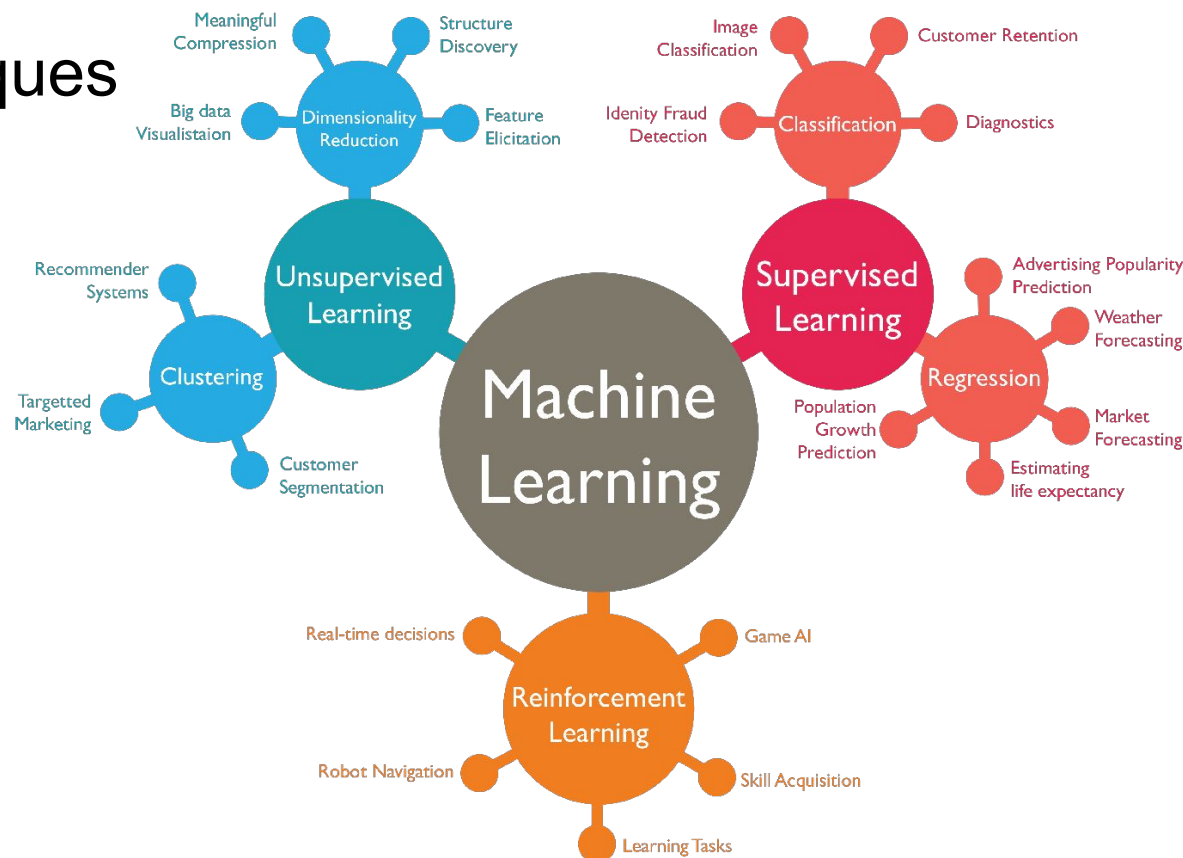 ques
Meaningful
Compression
Structure
Discovery
Big data
Visualistaion
Dimensionality
Reduction
Feature
Elicitation
Image
Classification
Customer Retention
Idenity Fraud
Detection
Classification
Diagnostics
Recommender
Systems
Unsupervised
Learning
Clustering
Targetted
Marketing
Customer
Segmentation
Supervised
Learning
Advertising Popularity
Prediction
Weather
Forecasting
Regression
Population
Growth
Prediction
Market
Forecasting
Estimating
life expectancy
Machine
Learning
Real-time decisions
Game AI
Reinforcement
Learning
Robot Navigation
Skill Acquisition
Learning Tasks